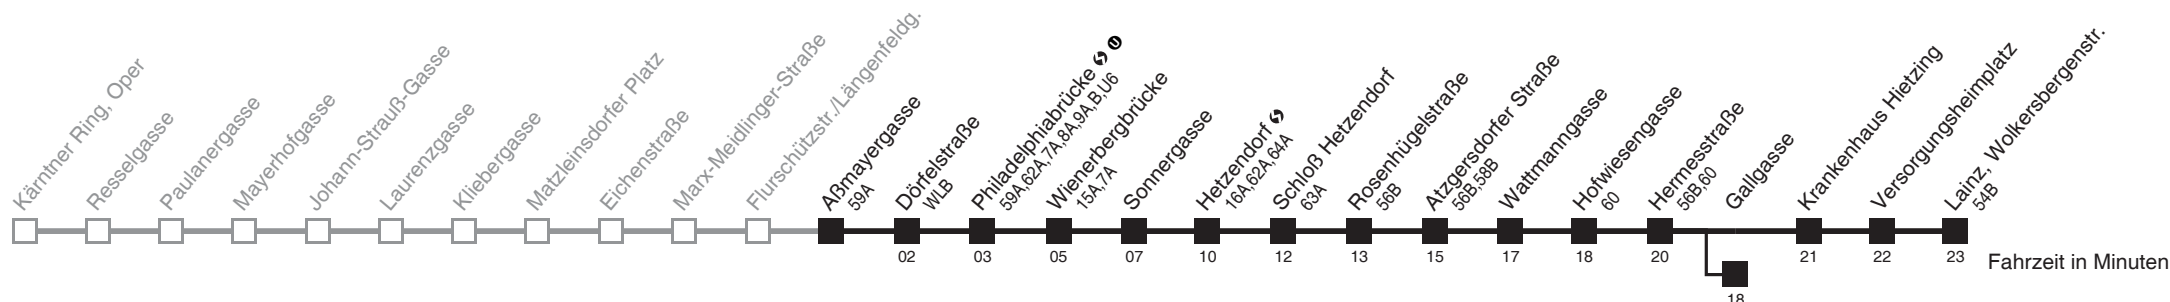 Kärntner Ring, Oper
Resselgasse
Paulanergasse
Mayerhofgasse
Johann-Strauß-Gasse
Laurenzgasse
Kliebergasse
Matzleinsdorfer Platz
Eichenstraße
Marx-Meidlinger-Straße
Flurschützstr./Längenfeldg.
Aßmayergasse
59A
Dörfelstraße
WLB
Philadelphiabrücke S U
59A,62A,7A,8A,9A,B,U6
Wienerbergbrücke
15A,7A
Sonnergasse
Hetzendorf S
16A,62A,64A
Schloß Hetzendorf
63A
Rosenhügelstraße
56B
Atzgersdorfer Straße
56B,58B
Wattmanngasse
Hofwiesengasse
60
Hermesstraße
56B,60
Gallgasse
Krankenhaus Hietzing
Versorgungsheimplatz
Lainz, Wolkersbergenstr.
54B
02 03 05 07 10 12 13 15 17 18 20 21 22 23
Fahrzeit in Minuten
18